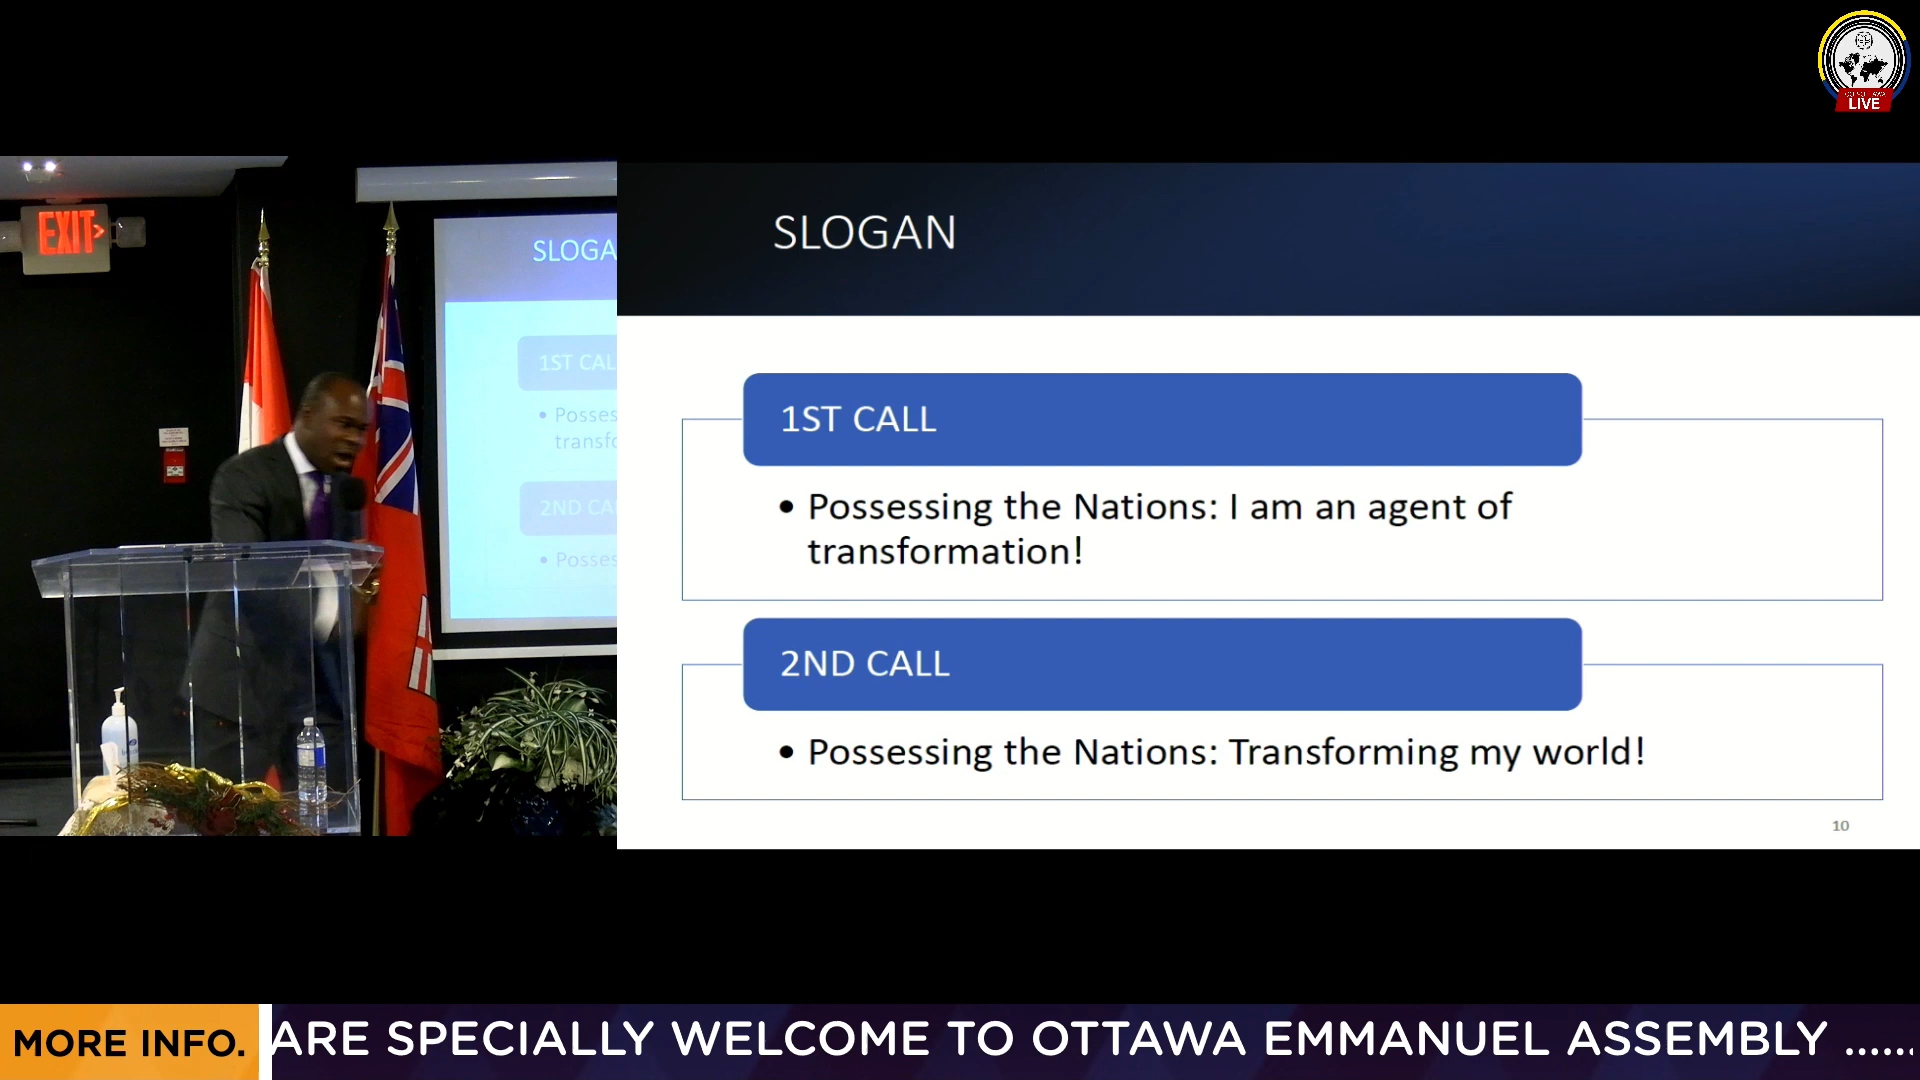 LIVE
EXIT
SLOGA
1ST CAL
• Posses
transfo
2ND CA
• Posses
SLOGAN
1ST CALL
• Possessing the Nations: I am an agent of
transformation!
2ND CALL
• Possessing the Nations: Transforming my world!
10
MORE INFO.
ARE SPECIALLY WELCOME TO OTTAWA EMMANUEL ASSEMBLY ......